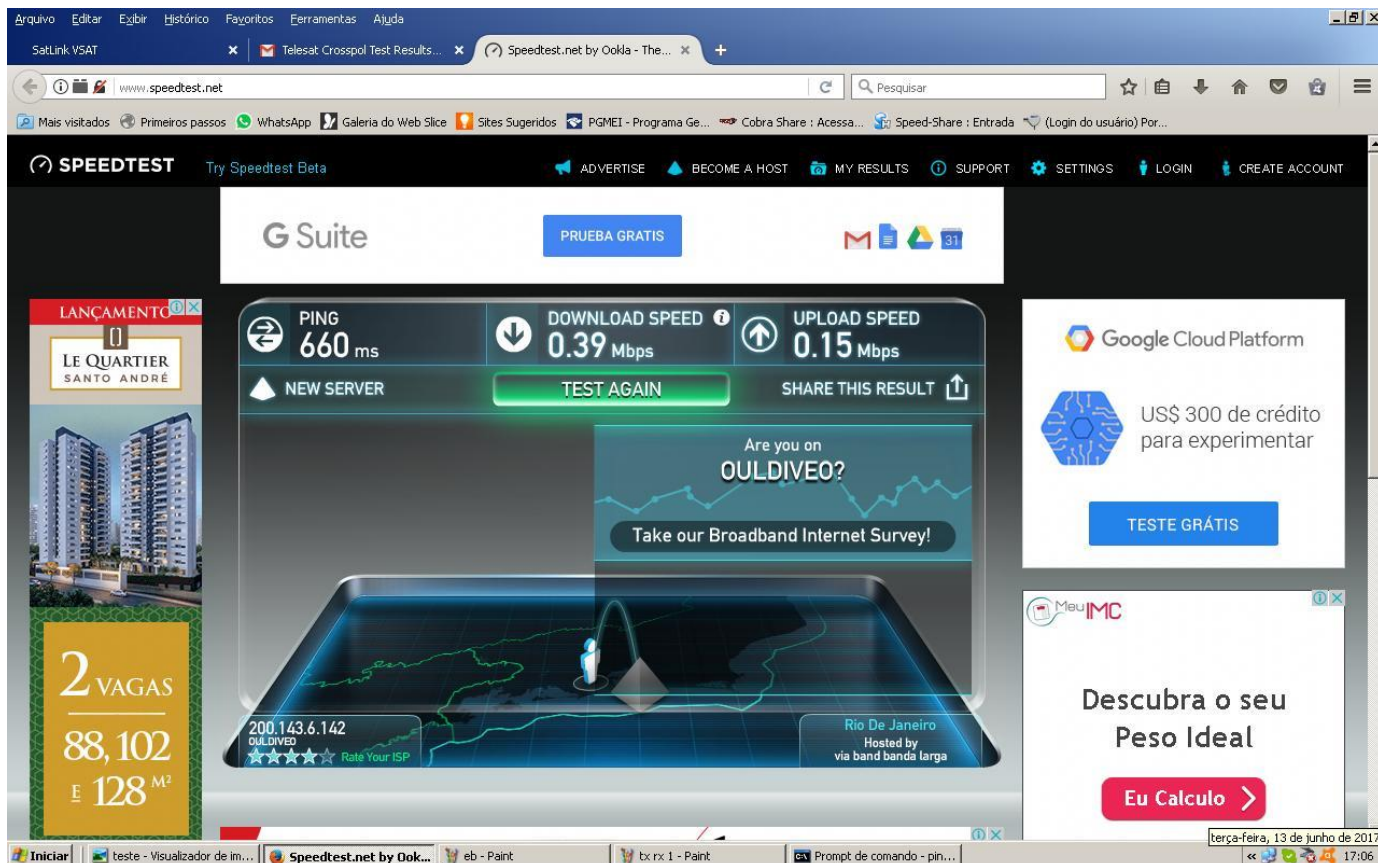 Arquivo Editar Exibir Histórico Favoritos Ferramentas Ajuda
SatLink VSAT
Telesat Crosspol Test Results...
Speedtest.net by Ookla - The...
www.speedtest.net
Pesquisar
Mais visitados Primeiros passos WhatsApp Galeria do Web Slice Sites Sugeridos PGMEI - Programa Ge... Cobra Share : Acessa... Speed-Share : Entrada (Login do usuário) Por...
SPEEDTEST Try Speedtest Beta ADVERTISE BECOME A HOST MY RESULTS SUPPORT SETTINGS LOGIN CREATE ACCOUNT
G Suite
PRUEBA GRATIS
31
LANÇAMENTO
LE QUARTIER
SANTO ANDRÉ
2 VAGAS
88,102
E 128 M²
PING
660 ms
DOWNLOAD SPEED
0.39 Mbps
UPLOAD SPEED
0.15 Mbps
NEW SERVER
TEST AGAIN
SHARE THIS RESULT
Are you on
OULDIVEO?
Take our Broadband Internet Survey!
200.143.6.142
OULDIVEO
Rate Your ISP
Rio De Janeiro
Hosted by
via band banda larga
Google Cloud Platform
US$ 300 de crédito
para experimentar
TESTE GRÁTIS
Meu IMC
Descubra o seu
Peso Ideal
Eu Calculo
terça-feira, 13 de junho de 2017
Iniciar
teste - Visualizador de im...
Speedtest.net by Ook...
eb - Paint
tx rx 1 - Paint
Prompt de comando - pin...
17:06